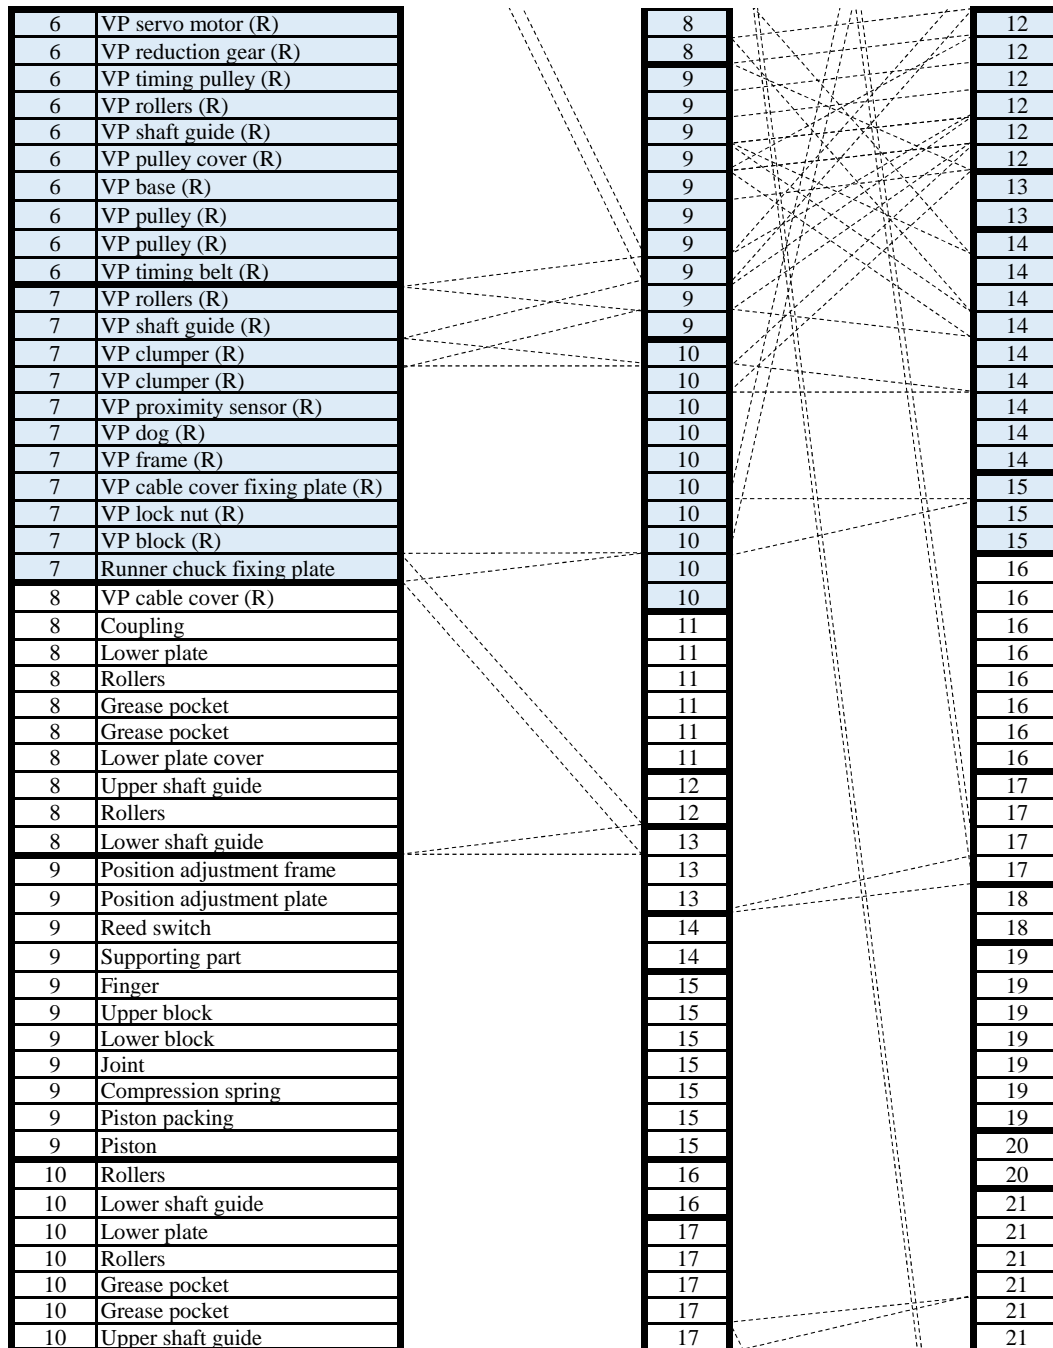 6 VP servo motor (R) 8 12
6 VP reduction gear (R) 8 12
6 VP timing pulley (R) 9 12
6 VP rollers (R) 9 12
6 VP shaft guide (R) 9 12
6 VP pulley cover (R) 9 12
6 VP base (R) 9 13
6 VP pulley (R) 9 13
6 VP pulley (R) 9 14
6 VP timing belt (R) 9 14
7 VP rollers (R) 9 14
7 VP shaft guide (R) 9 14
7 VP clumper (R) 10 14
7 VP clumper (R) 10 14
7 VP proximity sensor (R) 10 14
7 VP dog (R) 10 14
7 VP frame (R) 10 14
7 VP cable cover fixing plate (R) 10 15
7 VP lock nut (R) 10 15
7 VP block (R) 10 15
7 Runner chuck fixing plate 10 16
8 VP cable cover (R) 10 16
8 Coupling 11 16
8 Lower plate 11 16
8 Rollers 11 16
8 Grease pocket 11 16
8 Grease pocket 11 16
8 Lower plate cover 11 16
8 Upper shaft guide 12 17
8 Rollers 12 17
8 Lower shaft guide 13 17
9 Position adjustment frame 13 17
9 Position adjustment plate 13 18
9 Reed switch 14 18
9 Supporting part 14 19
9 Finger 15 19
9 Upper block 15 19
9 Lower block 15 19
9 Joint 15 19
9 Compression spring 15 19
9 Piston packing 15 19
9 Piston 15 20
10 Rollers 16 20
10 Lower shaft guide 16 21
10 Lower plate 17 21
10 Rollers 17 21
10 Grease pocket 17 21
10 Grease pocket 17 21
10 Upper shaft guide 17 21